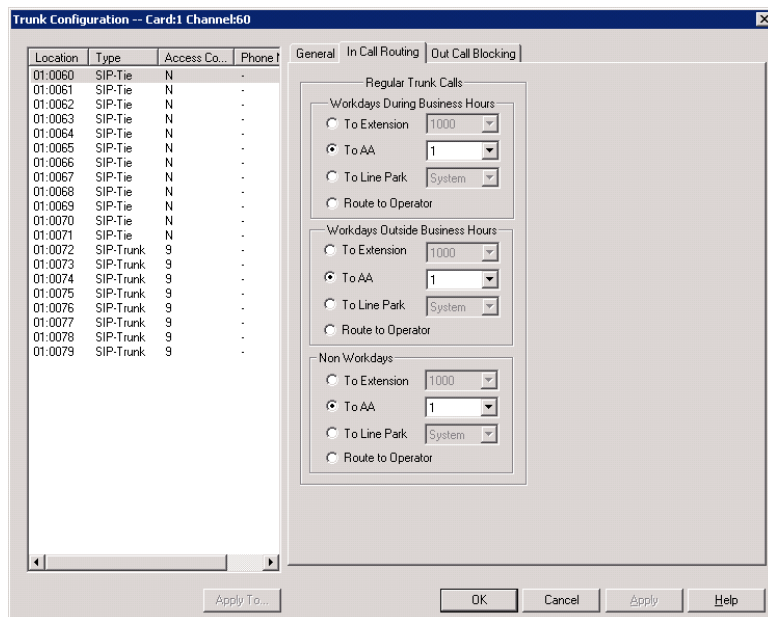 Trunk Configuration -- Card:1 Channel:60
Location Type Access Co... Phone
01:0060 SIP-Tie N -
01:0061 SIP-Tie N -
01:0062 SIP-Tie N -
01:0063 SIP-Tie N -
01:0064 SIP-Tie N -
01:0065 SIP-Tie N -
01:0066 SIP-Tie N -
01:0067 SIP-Tie N -
01:0068 SIP-Tie N -
01:0069 SIP-Tie N -
01:0070 SIP-Tie N -
01:0071 SIP-Tie N -
01:0072 SIP-Trunk 9 -
01:0073 SIP-Trunk 9 -
01:0074 SIP-Trunk 9 -
01:0075 SIP-Trunk 9 -
01:0076 SIP-Trunk 9 -
01:0077 SIP-Trunk 9 -
01:0078 SIP-Trunk 9 -
01:0079 SIP-Trunk 9 -
General In Call Routing Out Call Blocking
Regular Trunk Calls
Workdays During Business Hours
To Extension 1000
To AA 1
To Line Park System
Route to Operator
Workdays Outside Business Hours
To Extension 1000
To AA 1
To Line Park System
Route to Operator
Non Workdays
To Extension 1000
To AA 1
To Line Park System
Route to Operator
Apply To... OK Cancel Apply Help